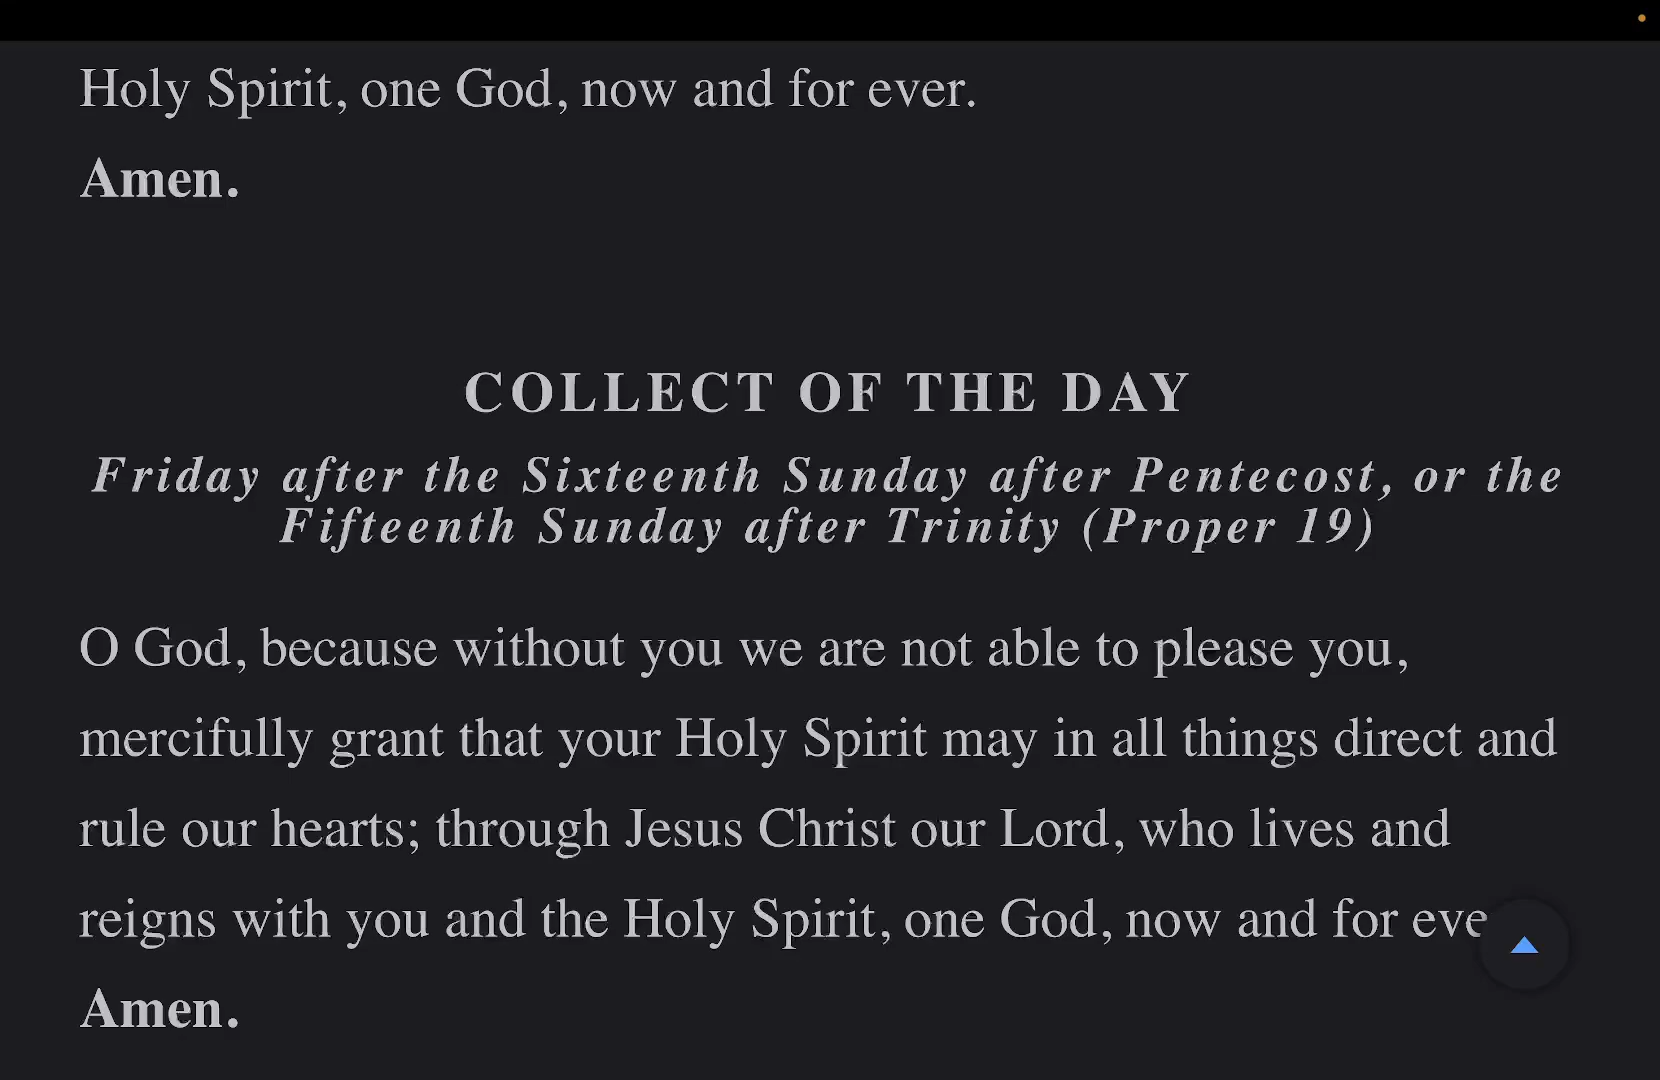 Holy Spirit, one God, now and for ever.
Amen.
COLLECT OF THE DAY
Friday after the Sixteenth Sunday after Pentecost, or the
Fifteenth Sunday after Trinity (Proper 19)
O God, because without you we are not able to please you,
mercifully grant that your Holy Spirit may in all things direct and
rule our hearts; through Jesus Christ our Lord, who lives and
reigns with you and the Holy Spirit, one God, now and for eve
Amen.